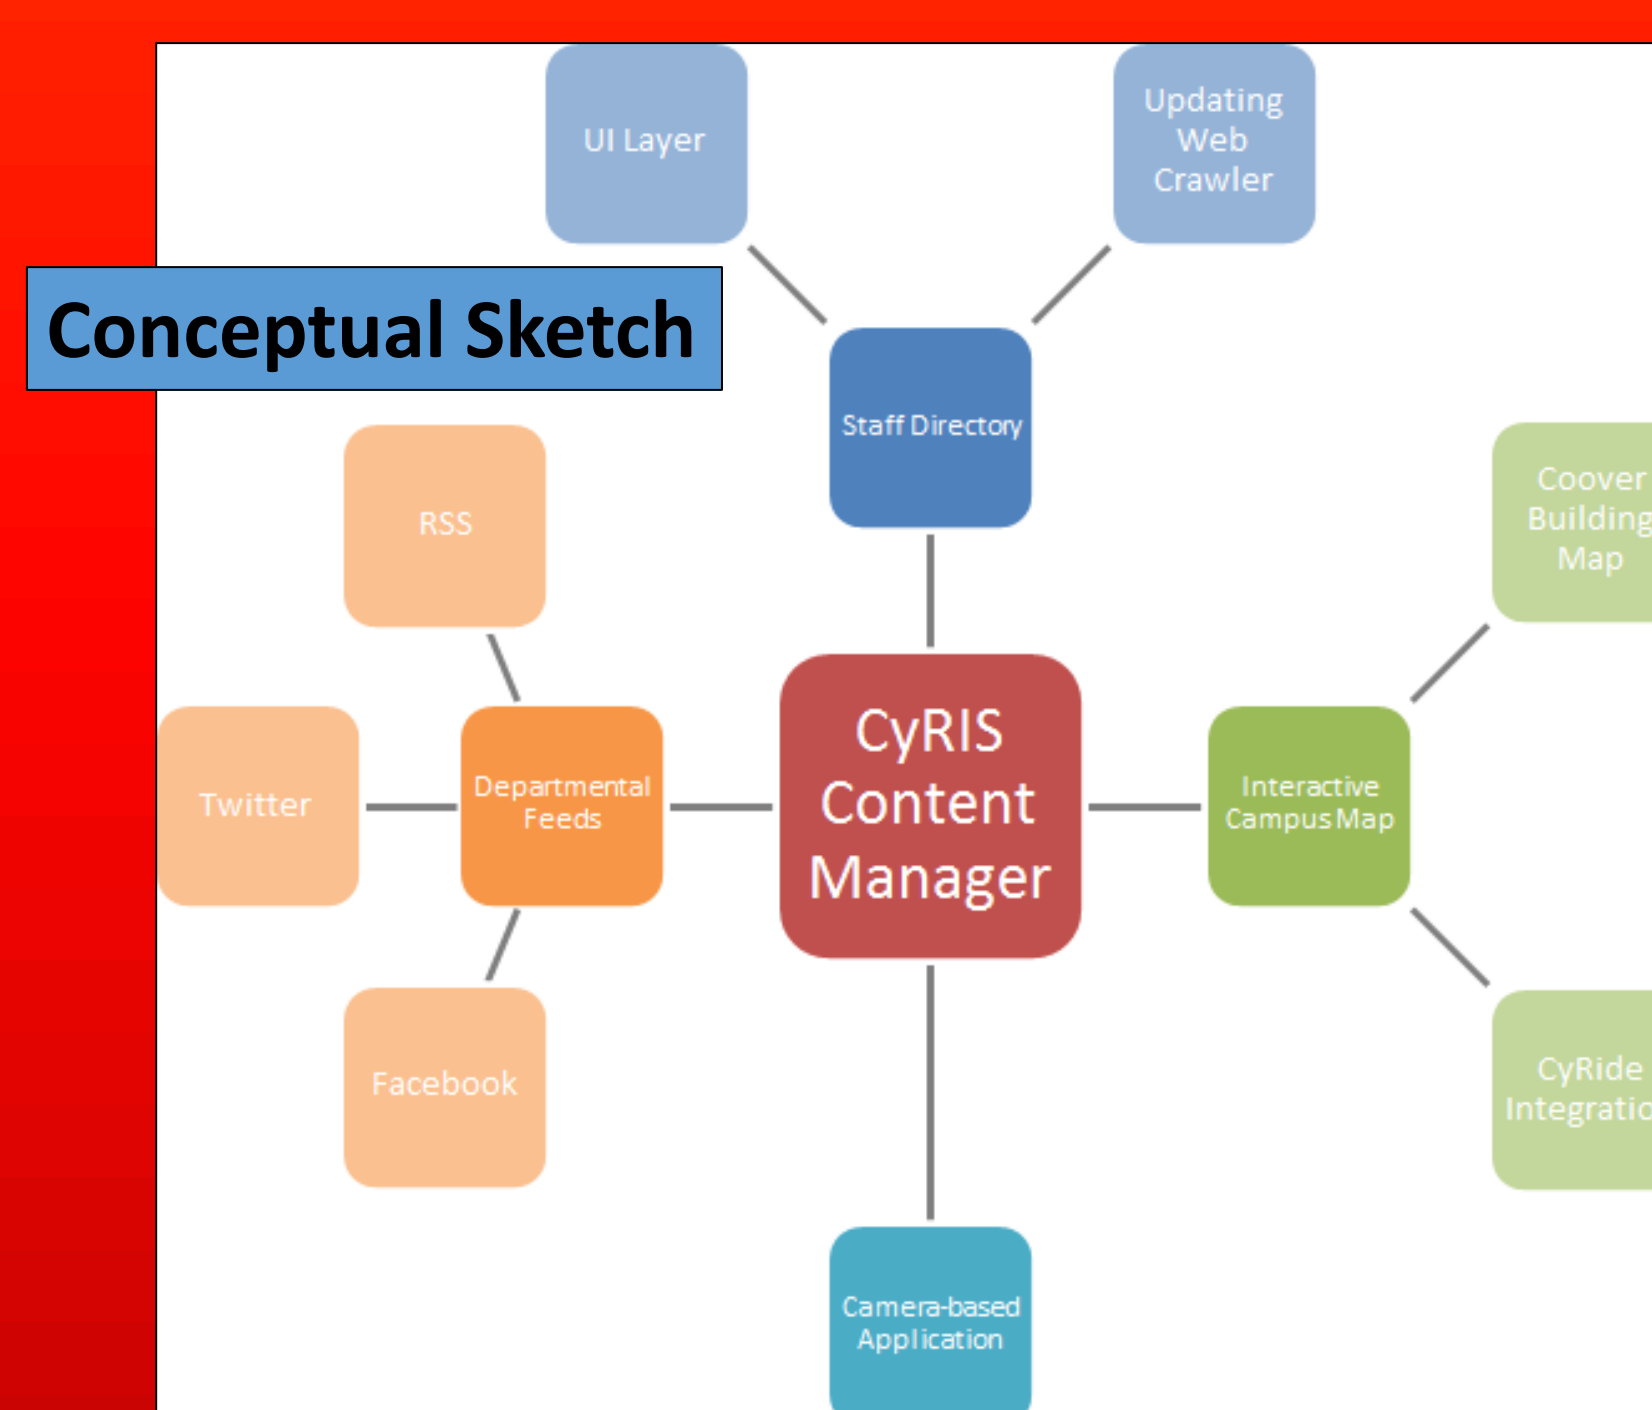 UI Layer
Updating
Web
Crawler
Conceptual Sketch
Staff Directory
RSS
Coover
Building
Map
Twitter
Departmental
Feeds
CyRIS
Content
Manager
Interactive
Campus Map
Facebook
CyRide
Integratio
Camera-based
Application